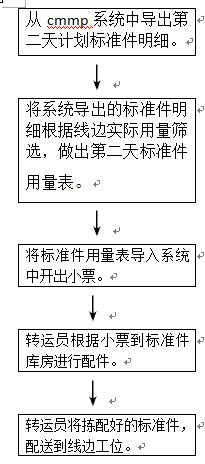 从 cmmp 系统中导出第
二天计划标准件明细。
将系统导出的标准件明
细根据线边实际用量筛
选，做出第二天标准件
用量表。
将标准件用量表导入系统
中开出小票。
转运员根据小票到标准件
库房进行配件。
转运员将拣配好的标准件，
配送到线边工位。